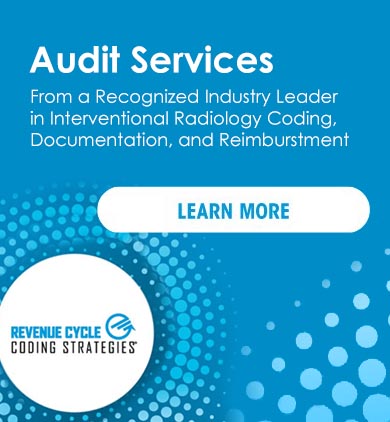 Audit Services
From a Recognized Industry Leader
in Interventional Radiology Coding,
Documentation, and Reimburstment
LEARN MORE
REVENUE CYCLE
CODING STRATEGIES